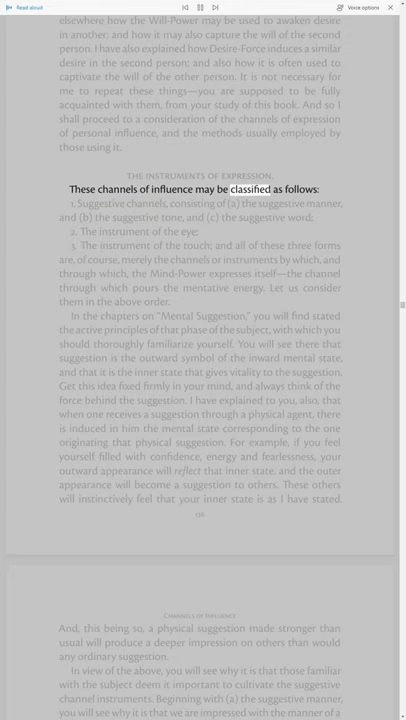 Read aloud
Voice options
elsewhere how the Will-Power may be used to awaken desire
in another; and how it may also capture the will of the second
person. I have also explained how Desire-Force induces a similar
desire in the second person; and also how it is often used to
captivate the will of the other person. It is not necessary for
me to repeat these things—you are supposed to be fully
acquainted with them, from your study of this book. And so I
shall proceed to a consideration of the channels of expression
of personal influence, and the methods usually employed by
those using it.
THE INSTRUMENTS OF EXPRESSION.
These channels of influence may be classified as follows:
1. Suggestive channels, consisting of (a) the suggestive manner,
and (b) the suggestive tone, and (c) the suggestive word;
2. The instrument of the eye;
3. The instrument of the touch; and all of these three forms
are, of course, merely the channels or instruments by which, and
through which, the Mind-Power expresses itself—the channel
through which pours the mentative energy. Let us consider
them in the above order.
In the chapters on "Mental Suggestion," you will find stated
the active principles of that phase of the subject, with which you
should thoroughly familiarize yourself. You will see there that
suggestion is the outward symbol of the inward mental state,
and that it is the inner state that gives vitality to the suggestion.
Get this idea fixed firmly in your mind, and always think of the
force behind the suggestion. I have explained to you, also, that
when one receives a suggestion through a physical agent, there
is induced in him the mental state corresponding to the one
originating that physical suggestion. For example, if you feel
yourself filled with confidence, energy and fearlessness, your
outward appearance will reflect that inner state, and the outer
appearance will become a suggestion to others. These others
will instinctively feel that your inner state is as I have stated.
CHANNELS OF INFLUENCE
And, this being so, a physical suggestion made stronger than
usual will produce a deeper impression on others than would
any ordinary suggestion.
In view of the above, you will see why it is that those familiar
with the subject deem it important to cultivate the suggestive
channel instruments. Beginning with (a) the suggestive manner,
you will see why it is that we are impressed with the manner of a